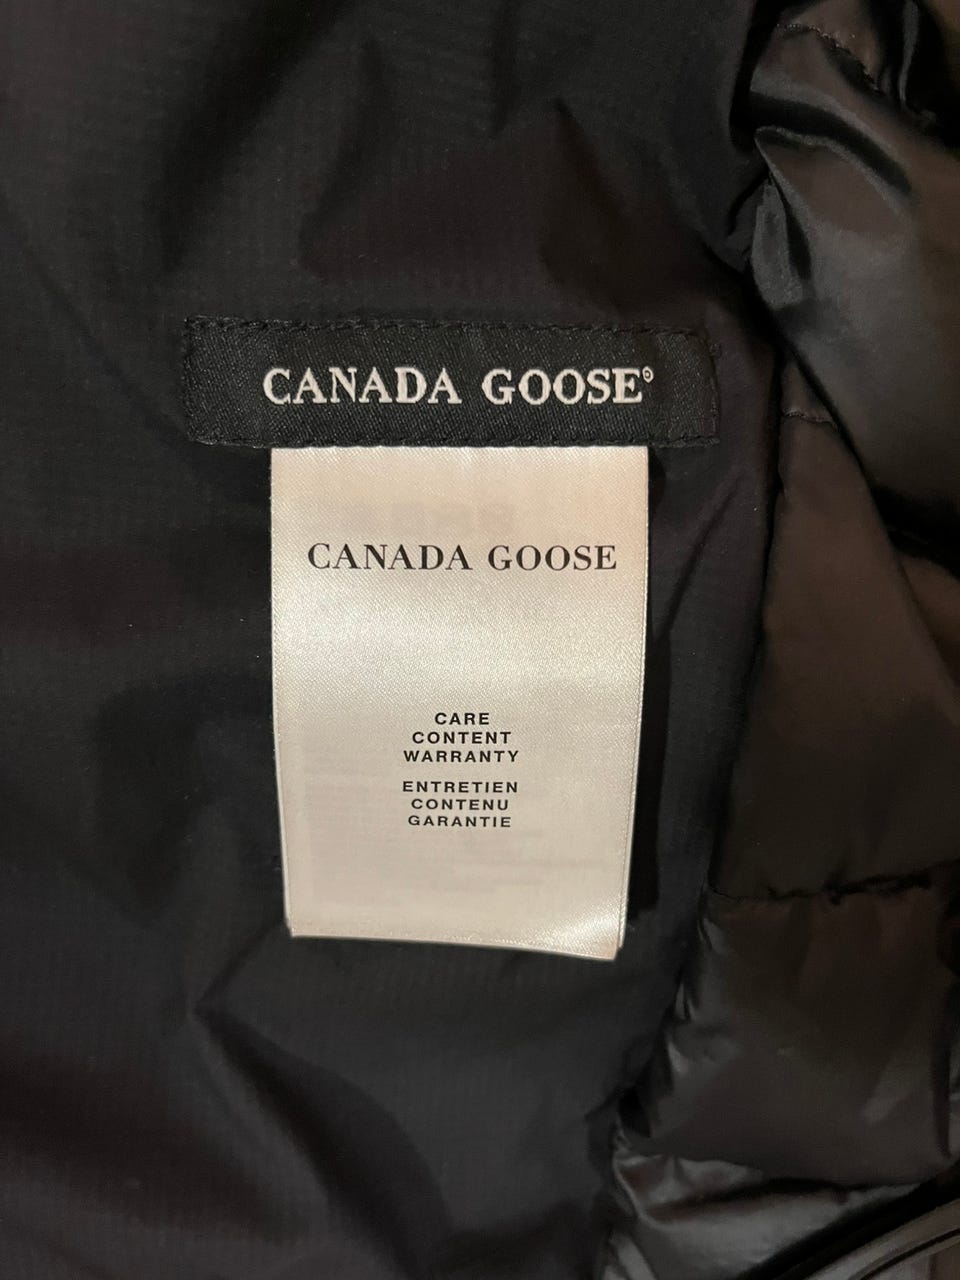 CANADA GOOSE®
CANADA GOOSE
CARE
CONTENT
WARRANTY
ENTRETIEN
CONTENU
GARANTIE